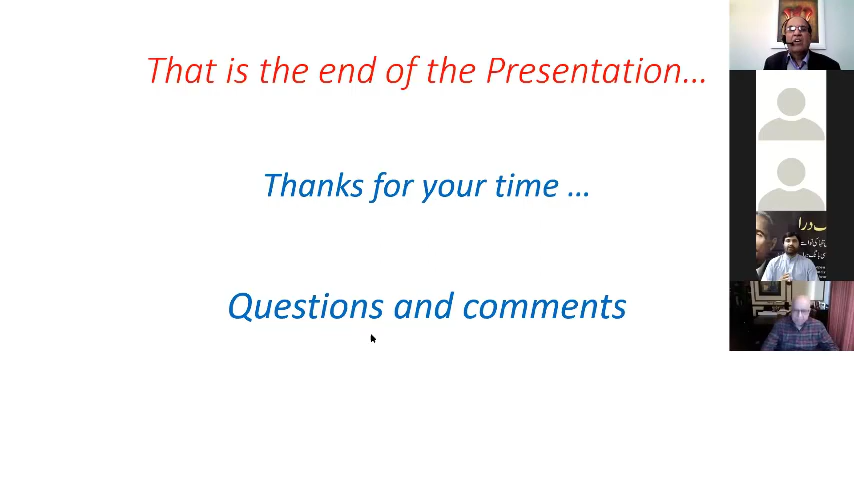 That is the end of the Presentation...
Thanks for your time ...
Questions and comments